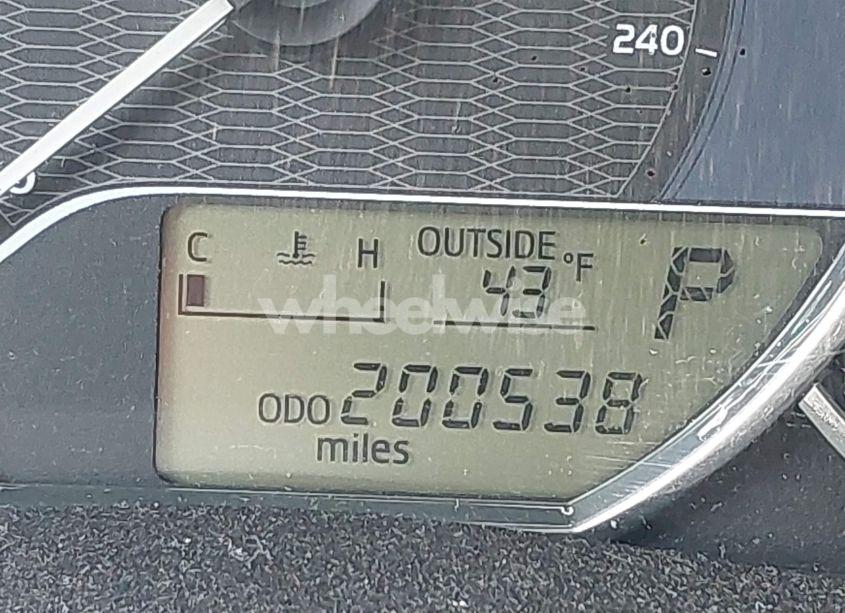 240
C H OUTSIDE °F
43 P
wheelwise
ODO 200538
miles